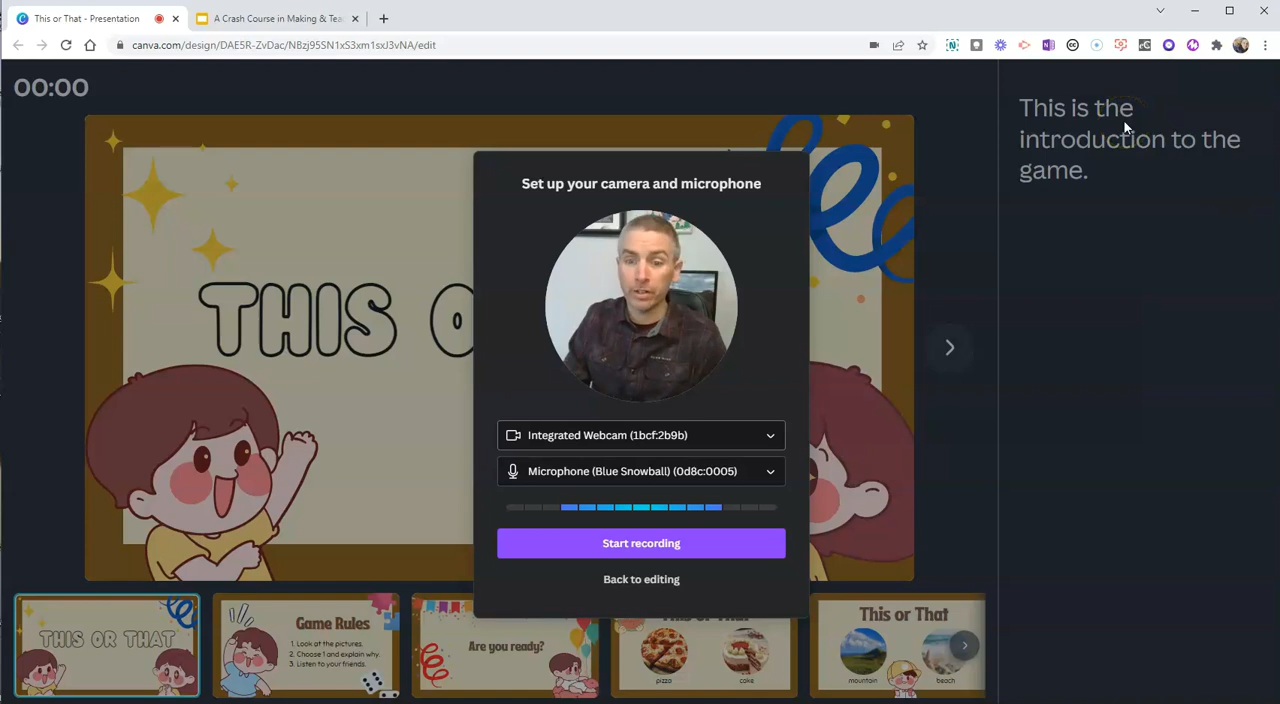 This or That - Presentation
A Crash Course in Making & Tea
canva.com/design/DAE5R-ZvDac/NBzj95SN1xS3xm1sxJ3vNA/edit
00:00
This is the
introduction to the
game.
THIS O
Set up your camera and microphone
Integrated Webcam (1bcf:2b9b)
Microphone (Blue Snowball) (0d8c:0005)
Start recording
Back to editing
THIS OR THAT
Game Rules
1. Look at the pictures.
2. Choose 1 and explain why.
3. Listen to your friends.
Are you ready?
This or That
pizza
cake
This or That
mountain
beach